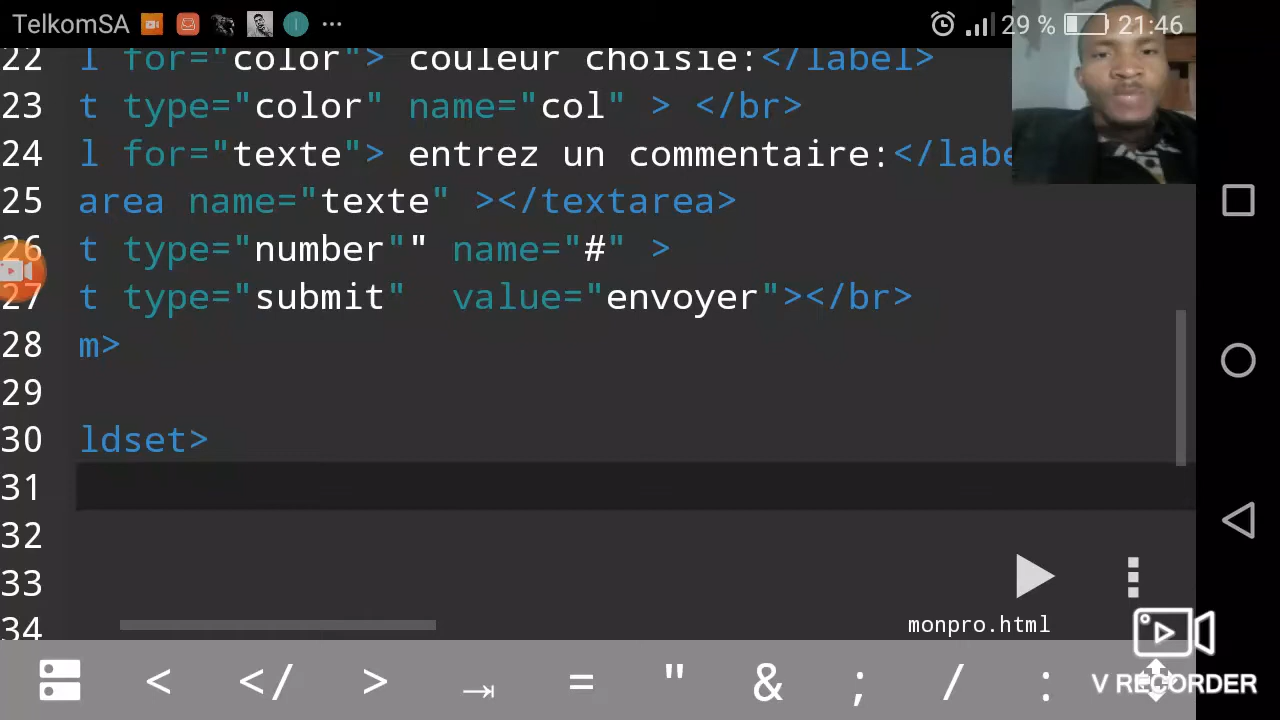 TelkomSA ... 29 % 21:46
22 l for="color"> couleur choisie:</label>
23 t type="color" name="col" > </br>
24 l for="texte"> entrez un commentaire:</labe
25 area name="texte" ></textarea>
26 t type="number"" name="#" >
27 t type="submit"  value="envoyer"></br>
28 m>
29
30 ldset>
31
32
33
34
monpro.html
< </ > ⇥ = " & ; / :
V RECORDER